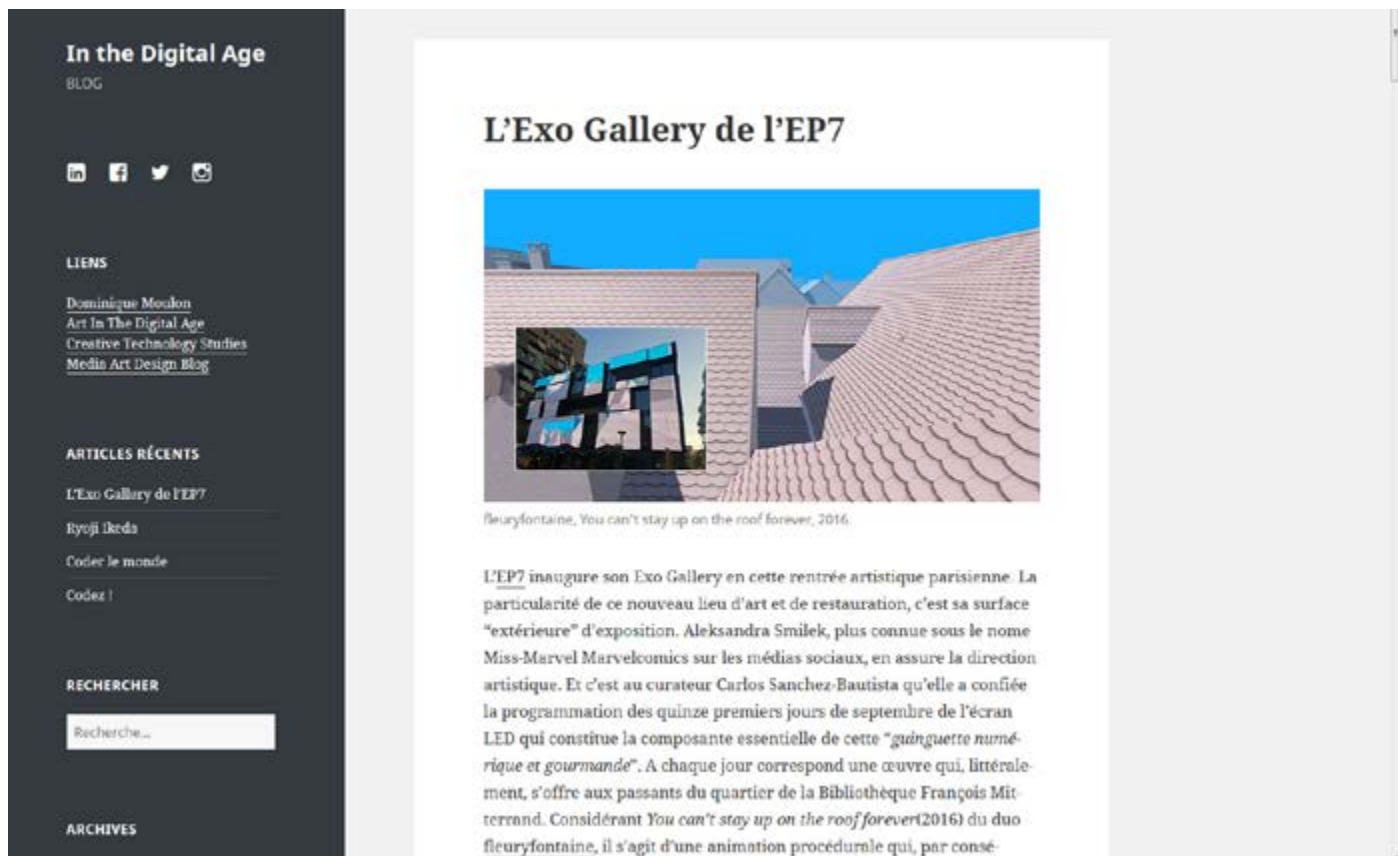 In the Digital Age
BLOG
LIENS
Dominique Moulon
Art In The Digital Age
Creative Technology Studies
Media Art Design Blog
ARTICLES RÉCENTS
L'Exo Gallery de l'EP7
Ryoji Ikeda
Coder le monde
Codez !
RECHERCHER
Recherche…
ARCHIVES
L'Exo Gallery de l'EP7
fleuryfontaine, You can't stay up on the roof forever, 2016.
L'EP7 inaugure son Exo Gallery en cette rentrée artistique parisienne. La
particularité de ce nouveau lieu d'art et de restauration, c'est sa surface
“extérieure” d'exposition. Aleksandra Smilek, plus connue sous le nome
Miss-Marvel Marvelcomics sur les médias sociaux, en assure la direction
artistique. Et c'est au curateur Carlos Sanchez-Bautista qu'elle a confiée
la programmation des quinze premiers jours de septembre de l'écran
LED qui constitue la composante essentielle de cette “guinguette numé-
rique et gourmande”. A chaque jour correspond une œuvre qui, littérale-
ment, s'offre aux passants du quartier de la Bibliothèque François Mit-
terrand. Considérant You can't stay up on the roof forever(2016) du duo
fleuryfontaine, il s'agit d'une animation procédurale qui, par consé-